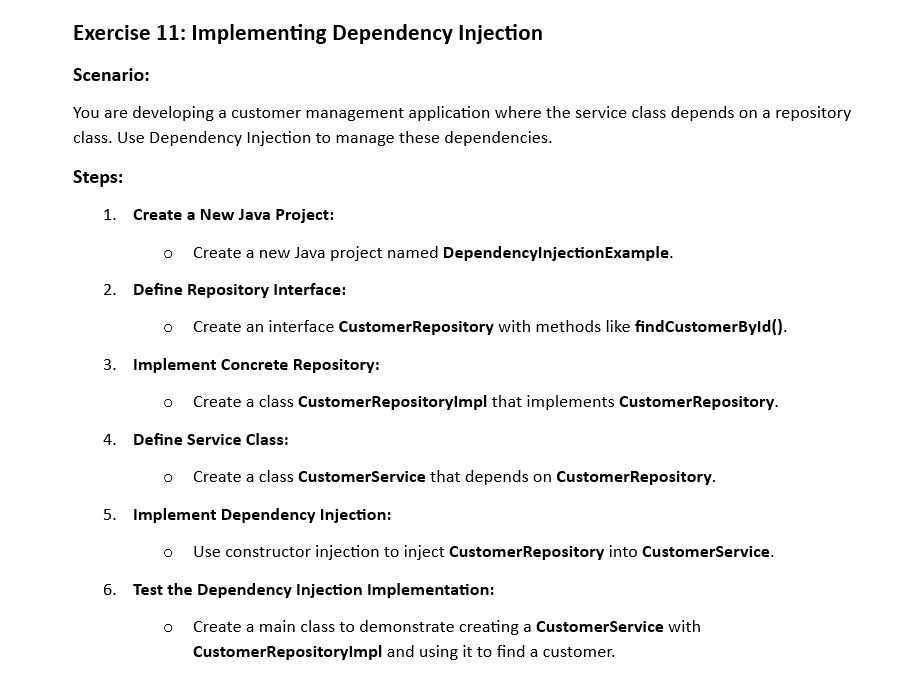 Exercise 11: Implementing Dependency Injection
Scenario:
You are developing a customer management application where the service class depends on a repository
class. Use Dependency Injection to manage these dependencies.
Steps:
1. Create a New Java Project:
o Create a new Java project named DependencyInjectionExample.
2. Define Repository Interface:
o Create an interface CustomerRepository with methods like findCustomerById().
3. Implement Concrete Repository:
o Create a class CustomerRepositoryImpl that implements CustomerRepository.
4. Define Service Class:
o Create a class CustomerService that depends on CustomerRepository.
5. Implement Dependency Injection:
o Use constructor injection to inject CustomerRepository into CustomerService.
6. Test the Dependency Injection Implementation:
o Create a main class to demonstrate creating a CustomerService with
CustomerRepositoryImpl and using it to find a customer.